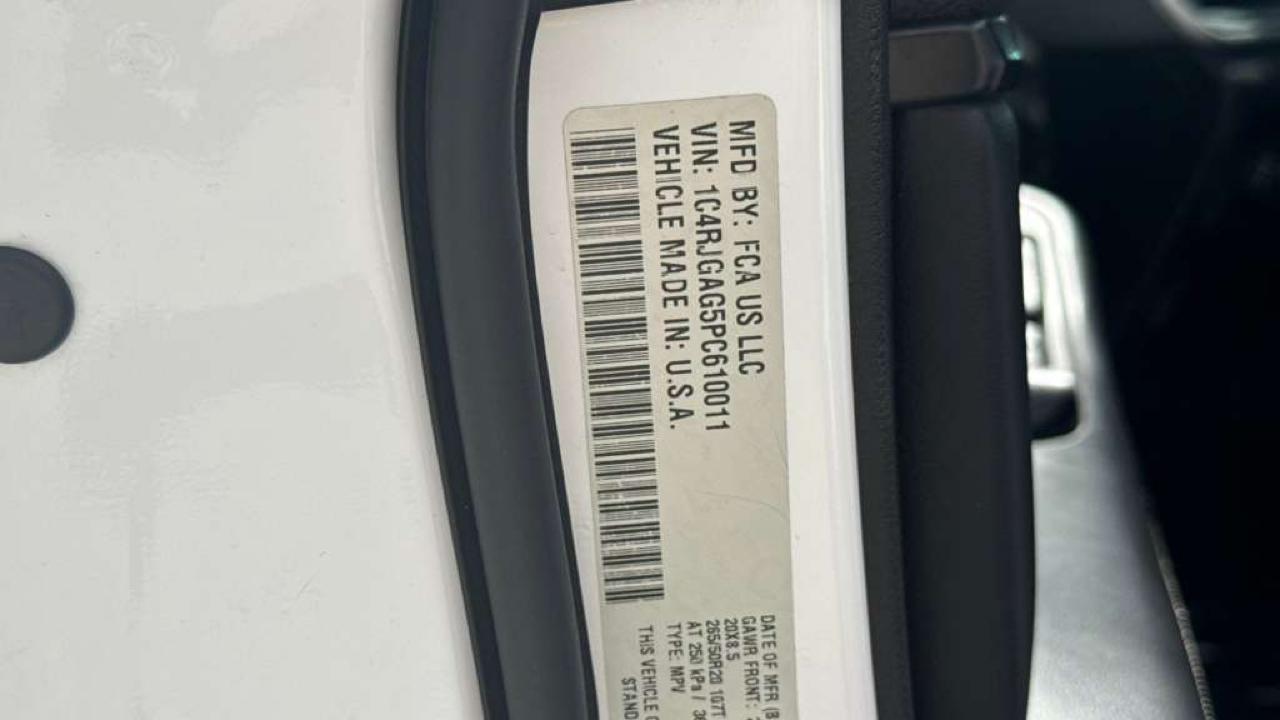 MFD BY: FCA US LLC
VIN: 1C4RJGAG5PC610011
VEHICLE MADE IN: U.S.A.
DATE OF MFR
GAWR FRONT:
20X8.5
265/50R20 107T
AT 250 kPa /
TYPE: MPV
THIS VEHICLE